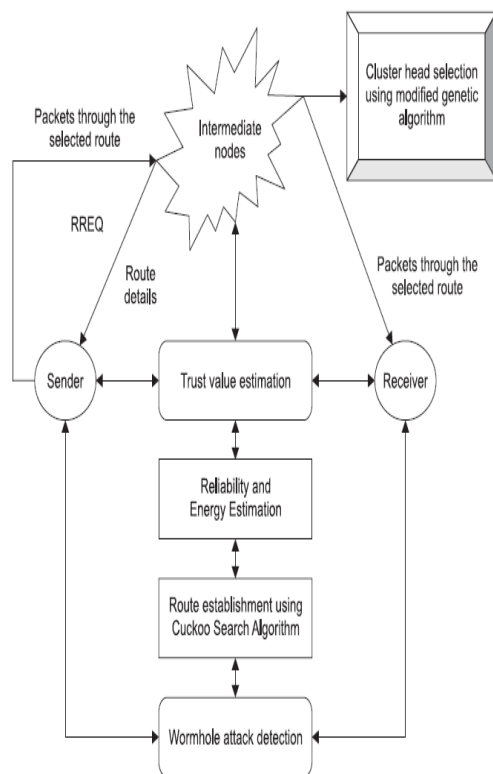 Cluster head selection
using modified genetic
algorithm
Packets through the
selected route
Intermediate
nodes
RREQ
Route
details
Packets through the
selected route
Sender
Trust value estimation
Receiver
Reliability and
Energy Estimation
Route establishment using
Cuckoo Search Algorithm
Wormhole attack detection